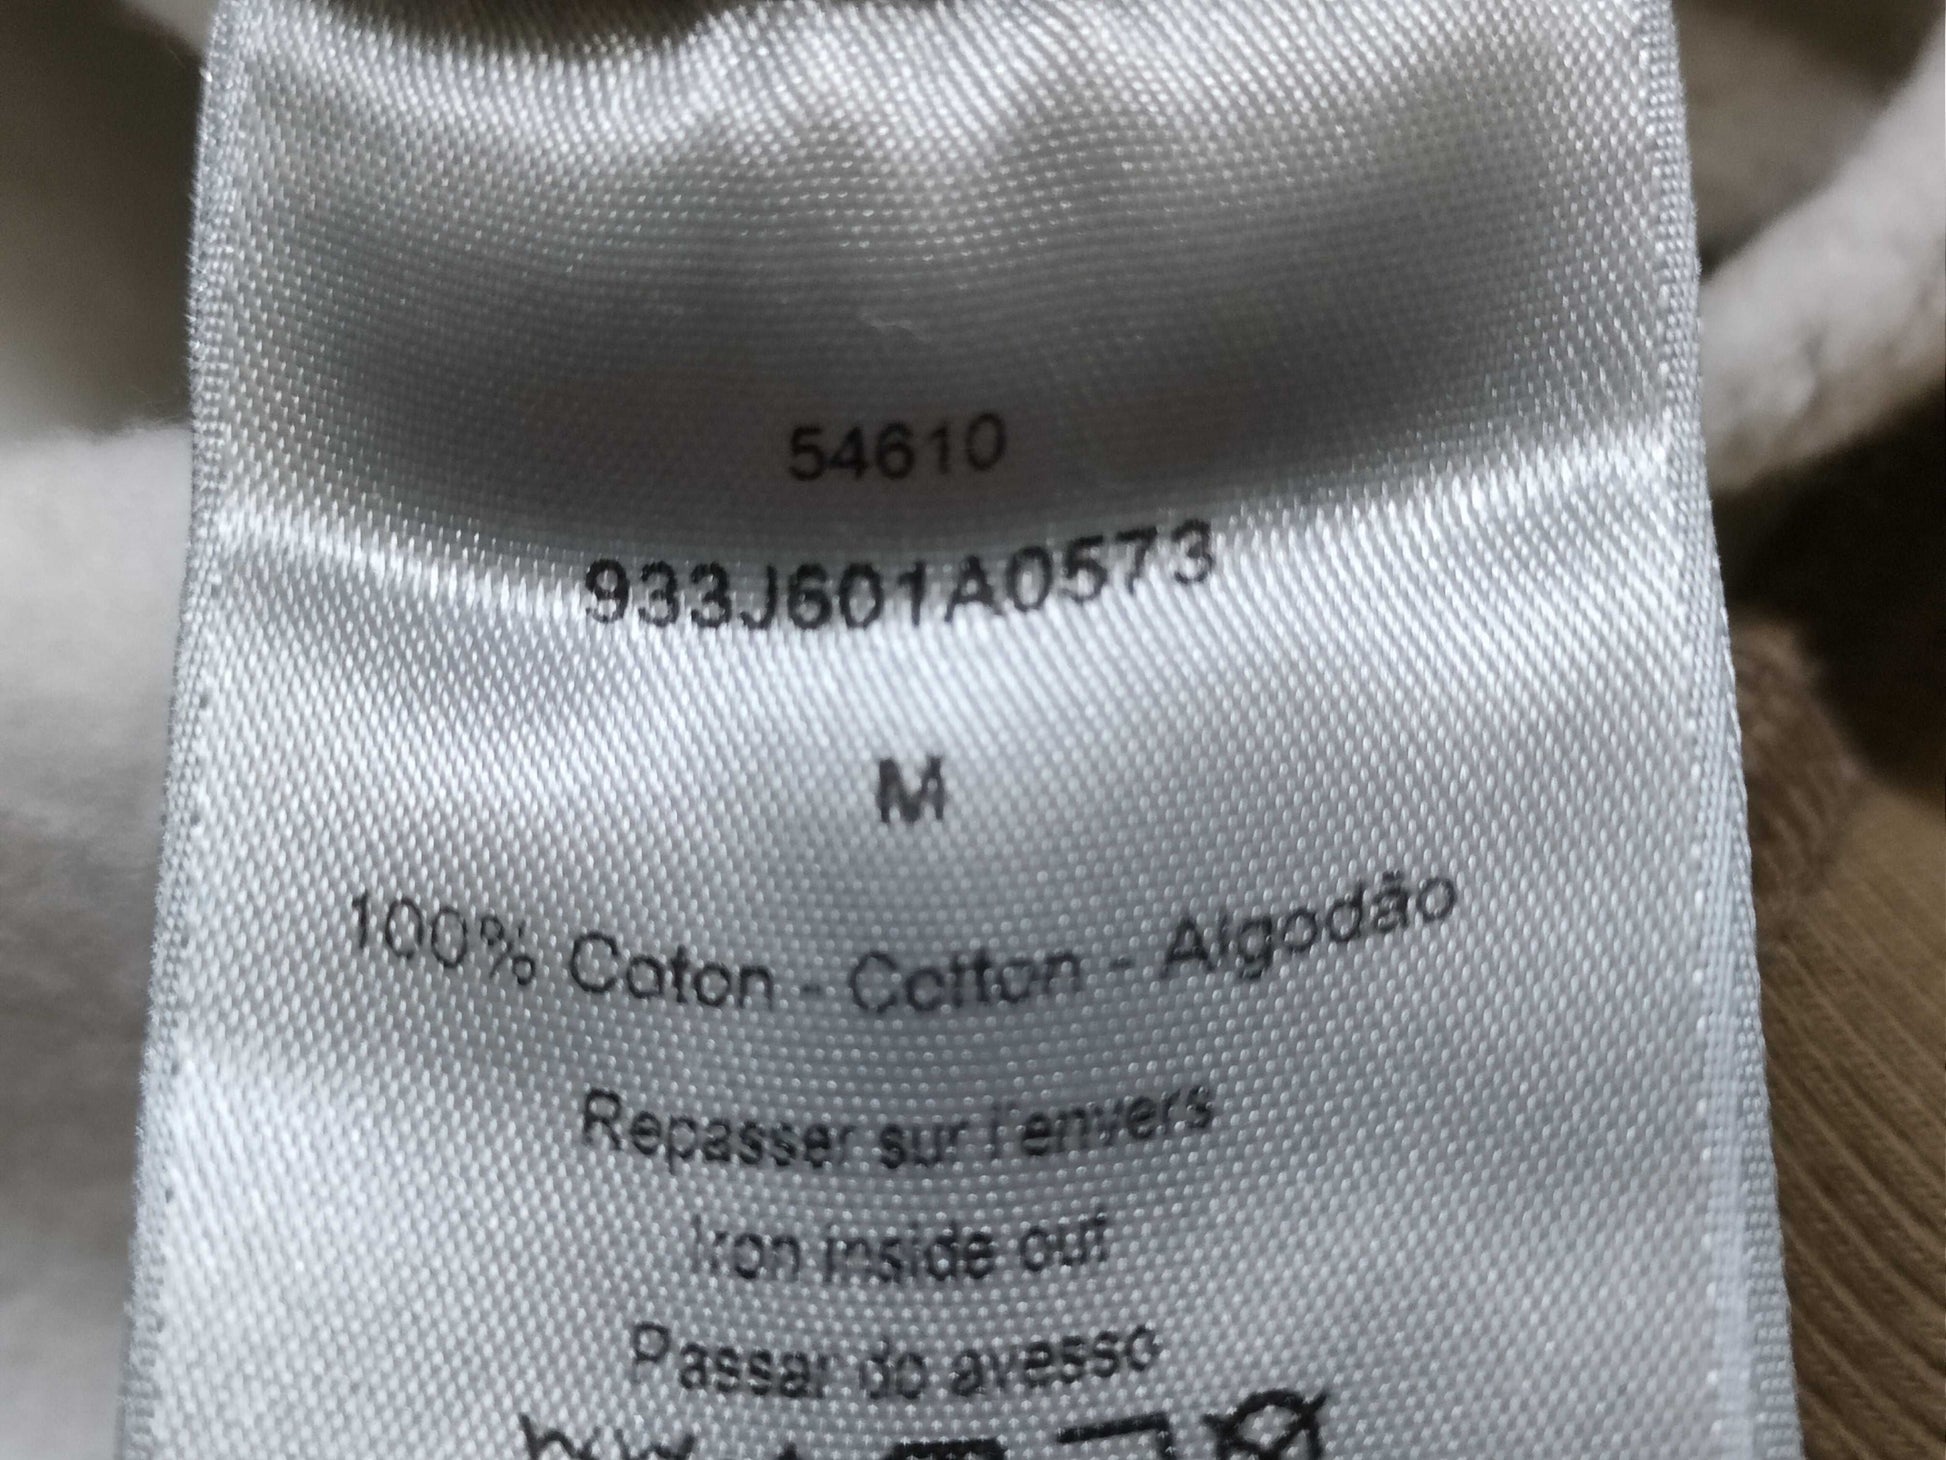 54610
933J601A0573
M
100% Coton - Cotton - Algodão
Repasser sur l'envers
Iron inside out
Passar do avesso